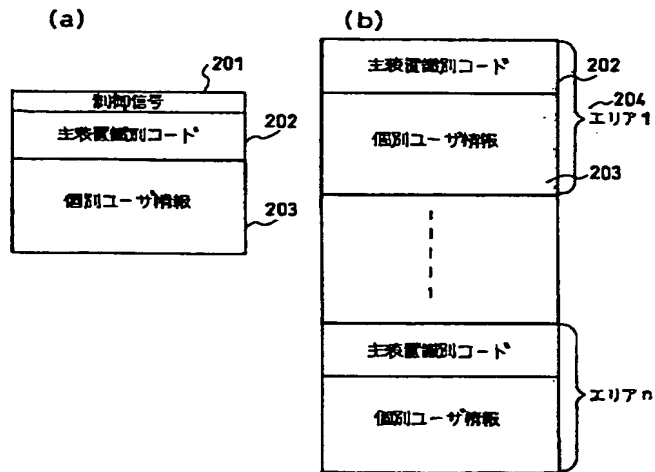 (a)
201
制御信号
主装置識別コード
202
個別ユーザ情報
203
(b)
主装置識別コード
202
個別ユーザ情報
203
204
エリア1
主装置識別コード
個別ユーザ情報
エリアn